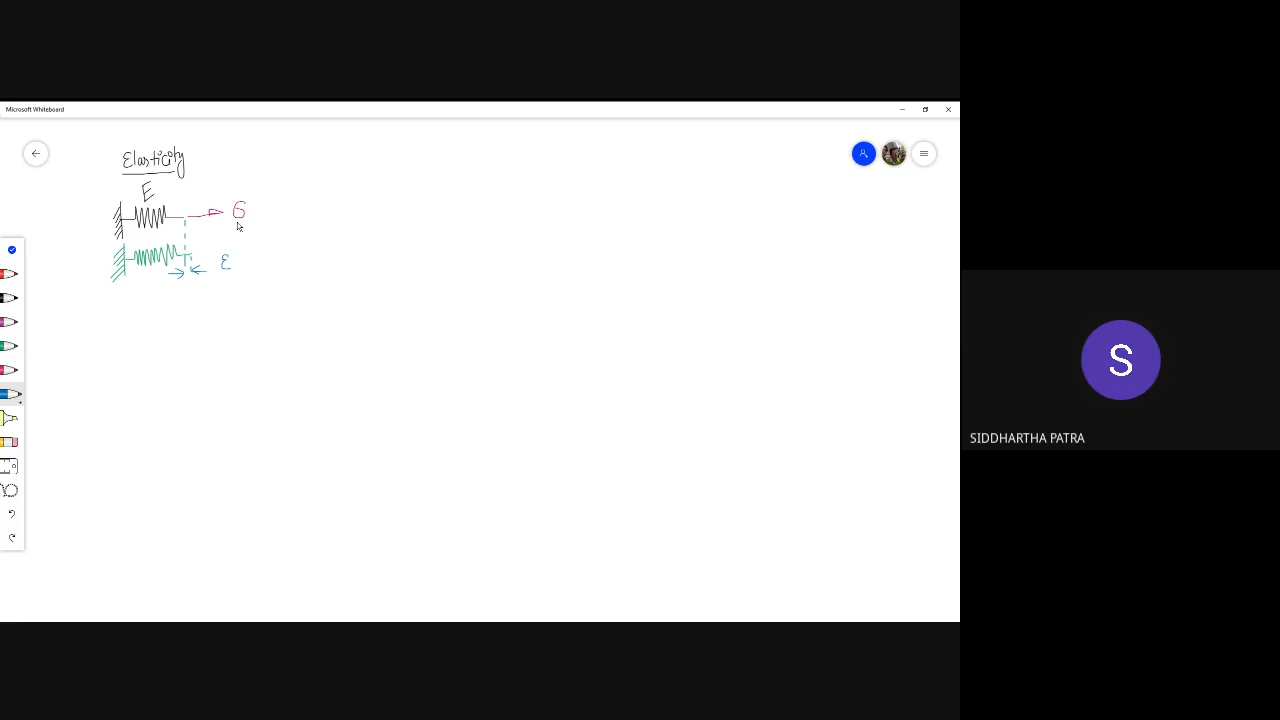 Microsoft Whiteboard
Elasticity
E
σ
ε
S
SIDDHARTHA PATRA